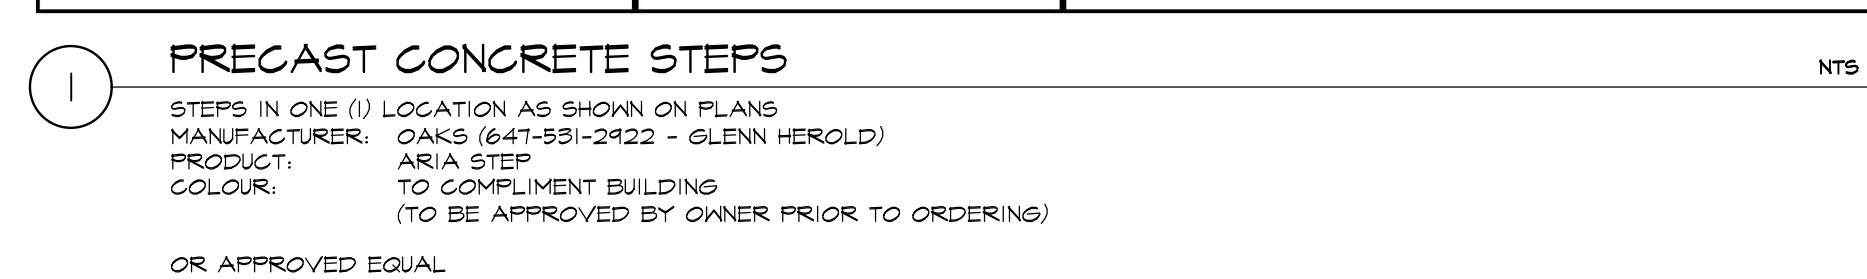 1
PRECAST CONCRETE STEPS
NTS
STEPS IN ONE (1) LOCATION AS SHOWN ON PLANS
MANUFACTURER: OAKS (647-531-2922 - GLENN HEROLD)
PRODUCT: ARIA STEP
COLOUR: TO COMPLIMENT BUILDING
(TO BE APPROVED BY OWNER PRIOR TO ORDERING)
OR APPROVED EQUAL